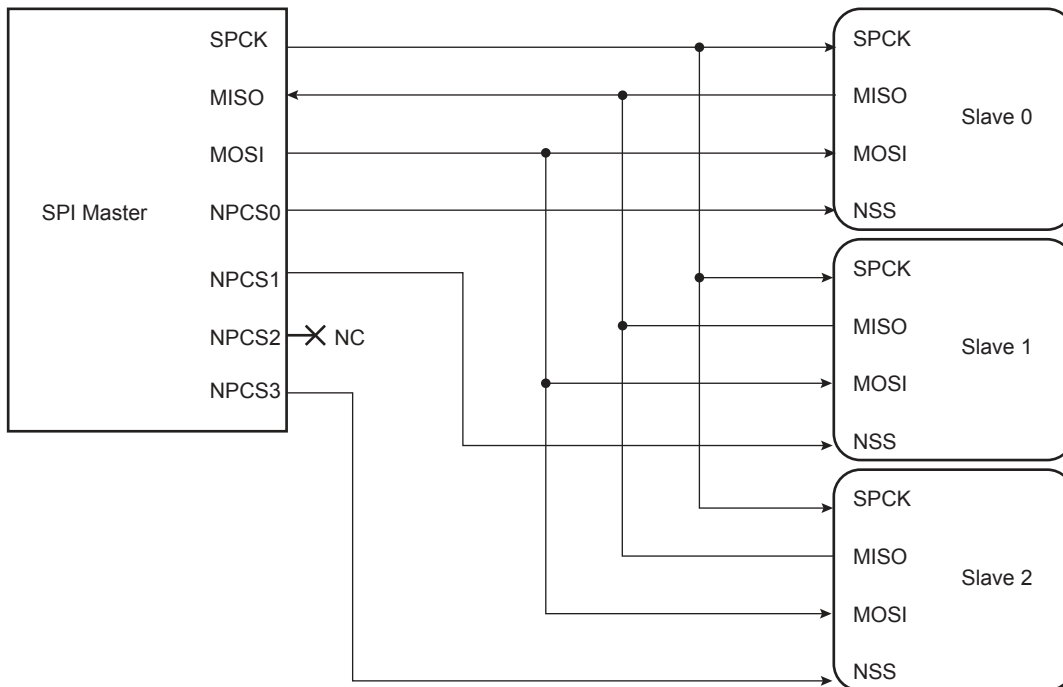 SPI Master
SPCK
MISO
MOSI
NPCS0
NPCS1
NPCS2
NC
NPCS3
SPCK
MISO
Slave 0
MOSI
NSS
SPCK
MISO
Slave 1
MOSI
NSS
SPCK
MISO
Slave 2
MOSI
NSS